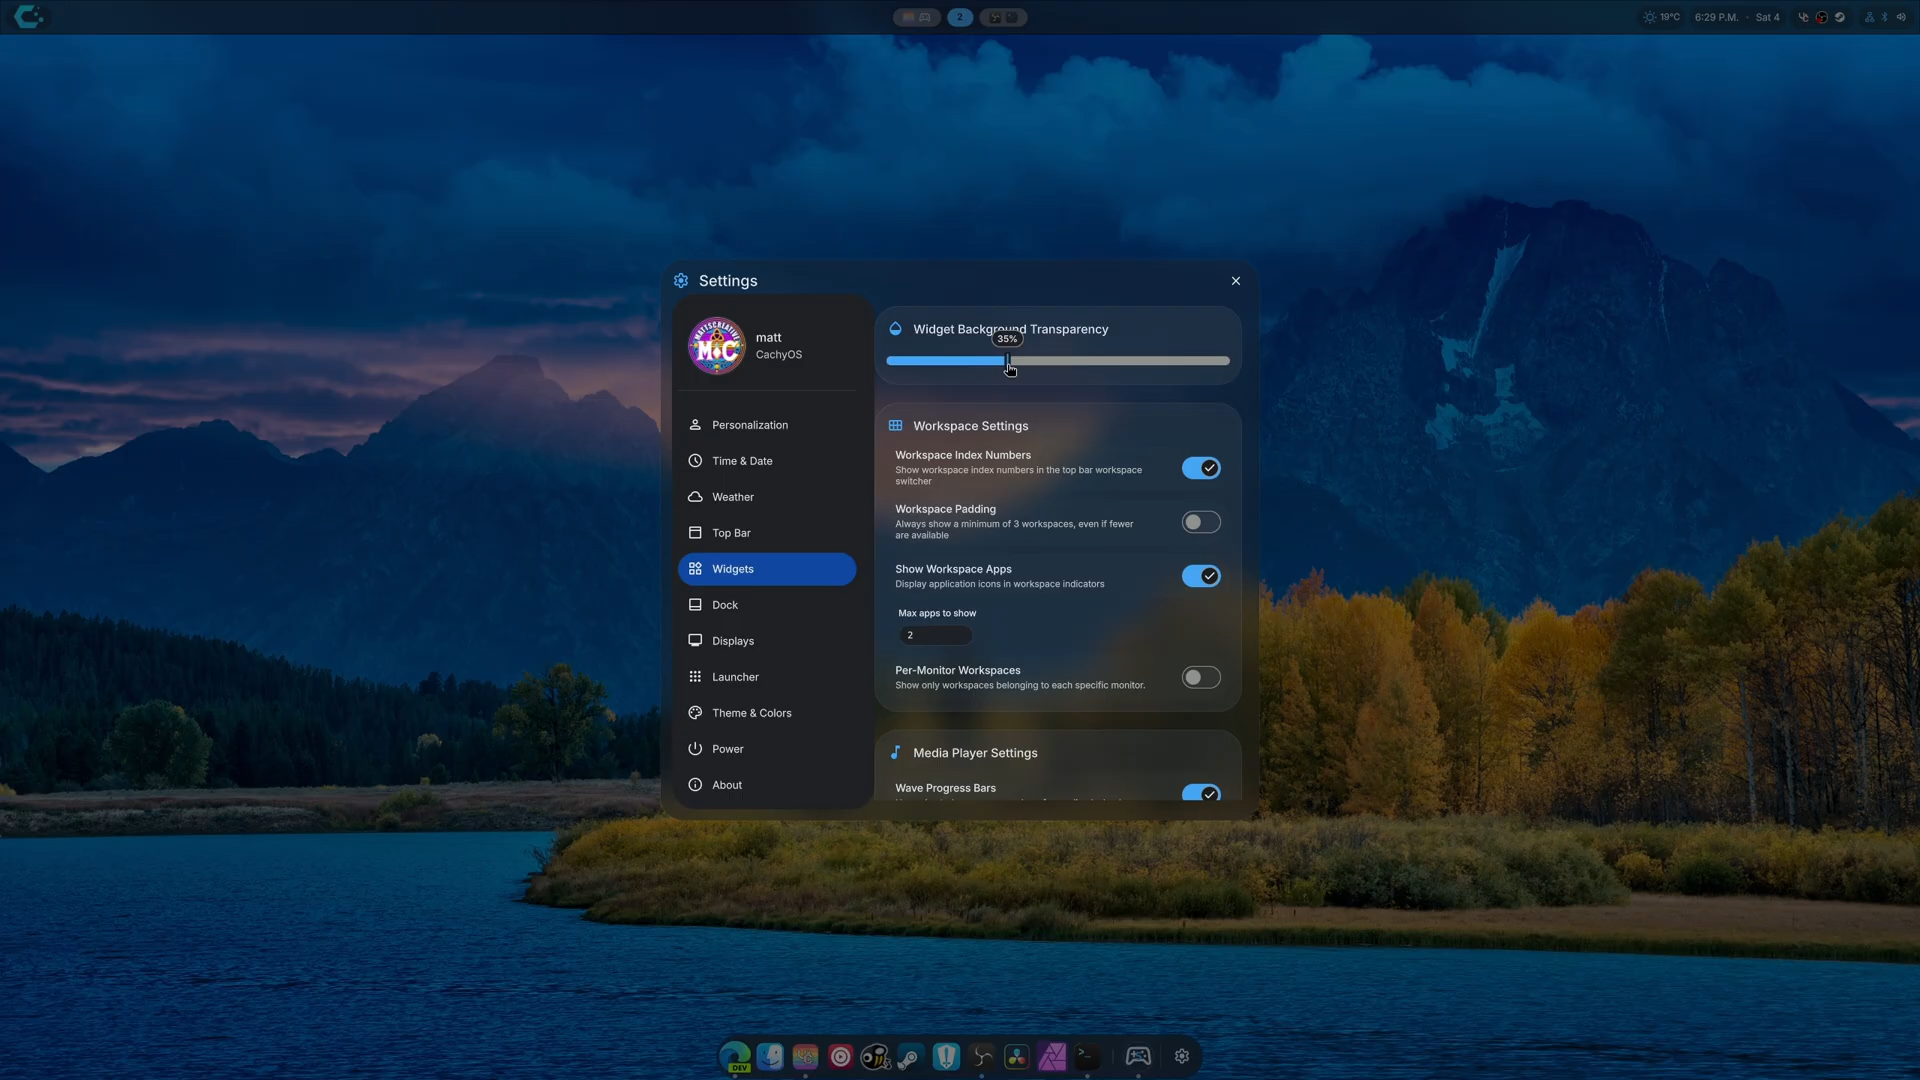 2
19°C
6:29 P.M. · Sat 4
Settings
matt
CachyOS
Personalization
Time & Date
Weather
Top Bar
Widgets
Dock
Displays
Launcher
Theme & Colors
Power
About
Widget Background Transparency
35%
Workspace Settings
Workspace Index Numbers
Show workspace index numbers in the top bar workspace
switcher
Workspace Padding
Always show a minimum of 3 workspaces, even if fewer
are available
Show Workspace Apps
Display application icons in workspace indicators
Max apps to show
2
Per-Monitor Workspaces
Show only workspaces belonging to each specific monitor.
Media Player Settings
Wave Progress Bars
DEV